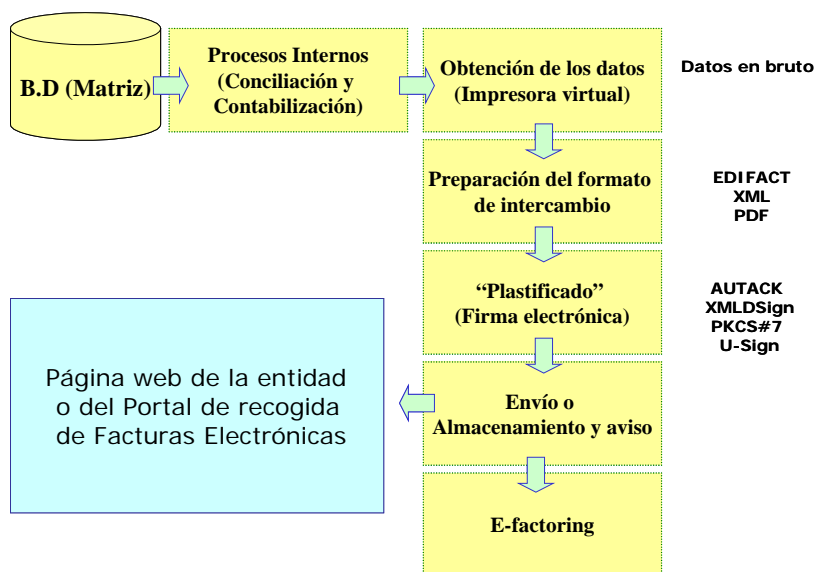 B.D (Matriz)
Procesos Internos
(Conciliación y
Contabilización)
Obtención de los datos
(Impresora virtual)
Datos en bruto
Preparación del formato
de intercambio
EDIFACT
XML
PDF
“Plastificado”
(Firma electrónica)
AUTACK
XMLDSign
PKCS#7
U-Sign
Página web de la entidad
o del Portal de recogida
de Facturas Electrónicas
Envío o
Almacenamiento y aviso
E-factoring